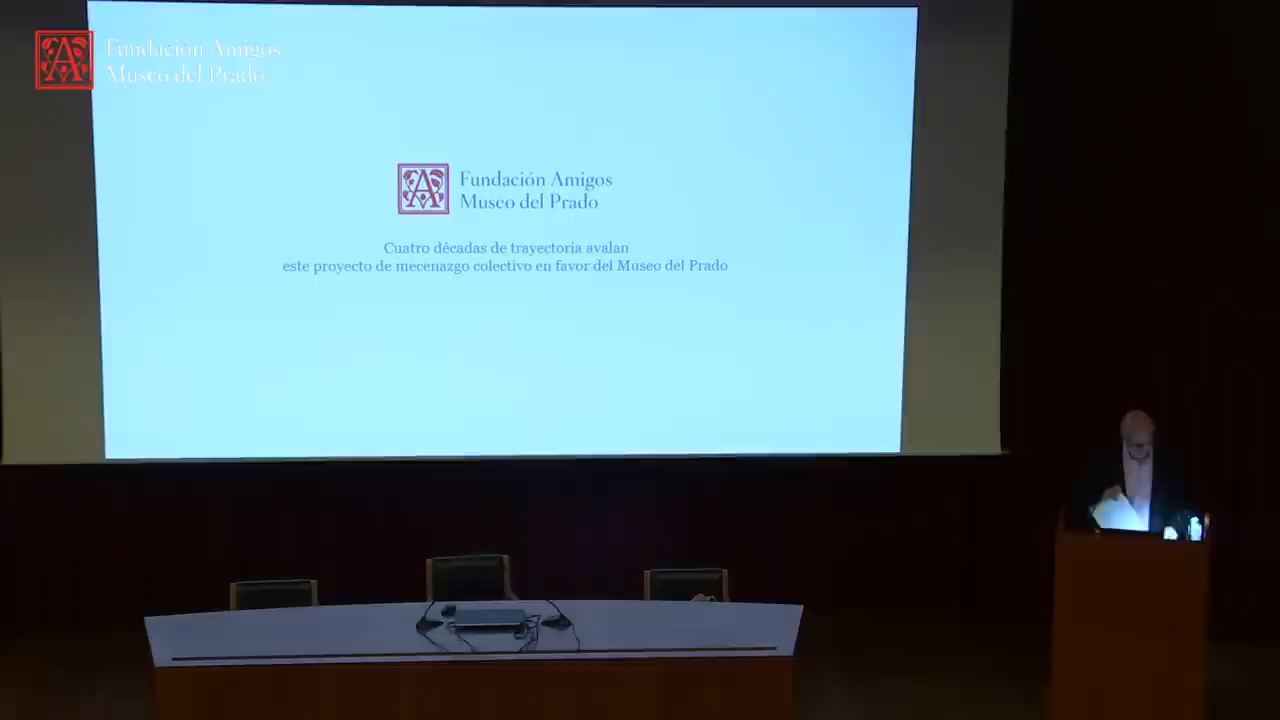 Fundación Amigos
Museo del Prado
Fundación Amigos
Museo del Prado
Cuatro décadas de trayectoria avalan
este proyecto de mecenazgo colectivo en favor del Museo del Prado